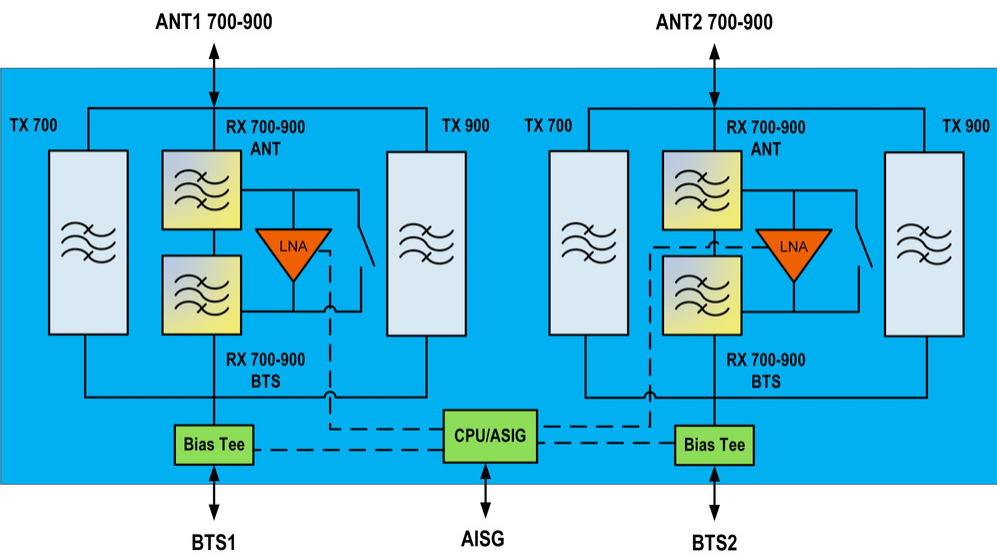 ANT1 700-900
ANT2 700-900
TX 700
RX 700-900
ANT
TX 900
TX 700
RX 700-900
ANT
TX 900
LNA
LNA
RX 700-900
BTS
RX 700-900
BTS
Bias Tee
CPU/ASIG
Bias Tee
BTS1
AISG
BTS2